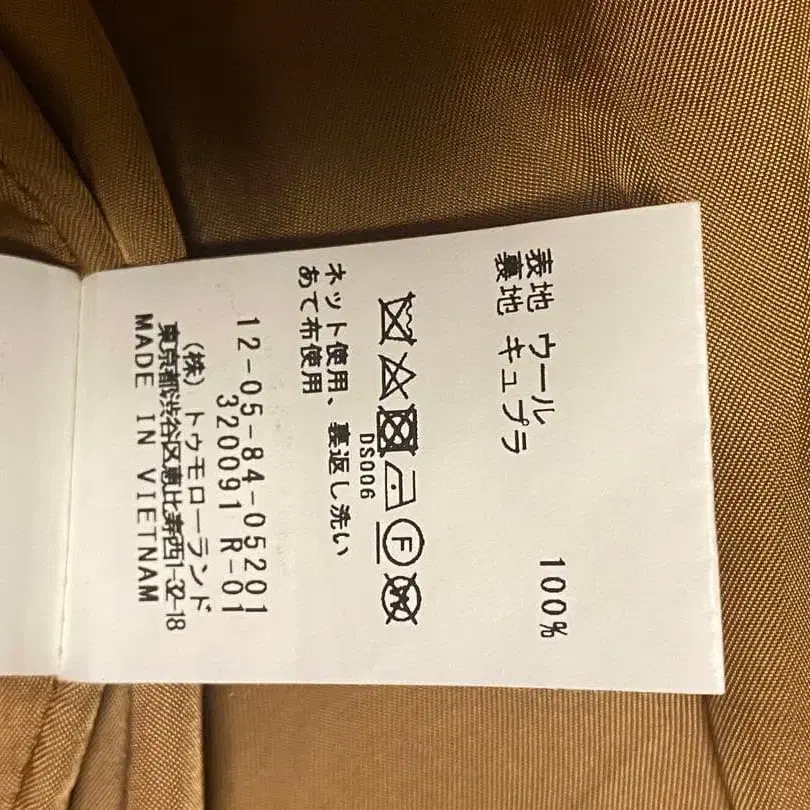 表地 ウール 100%
裏地 キュプラ
DS006
F
W
ネット使用、裏返し洗い
あて布使用
12-05-84-05201
320091 R-01
(株) トゥモローランド
東京都渋谷区恵比寿西1-32-18
MADE IN VIETNAM